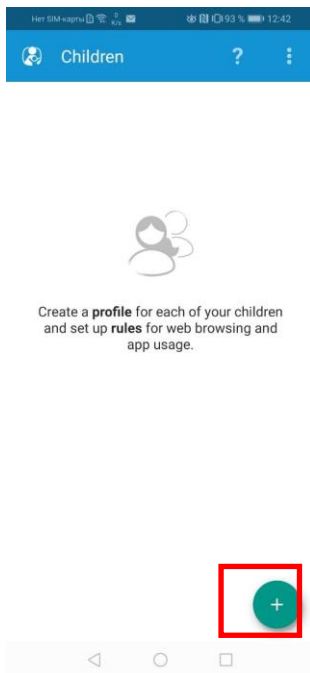 Нет SIM-карты 0 K/s 93 % 12:42
Children ?
Create a profile for each of your children
and set up rules for web browsing and
app usage.
+